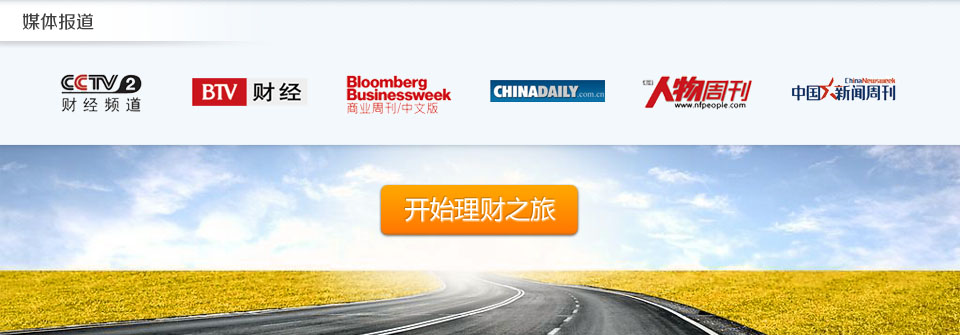 媒体报道
CCTV 2
财经频道
BTV 财经
Bloomberg
Businessweek
商业周刊/中文版
CHINADAILY.com.cn
人物周刊
www.nfpeople.com
ChinaNewsweek
中国新闻周刊
开始理财之旅